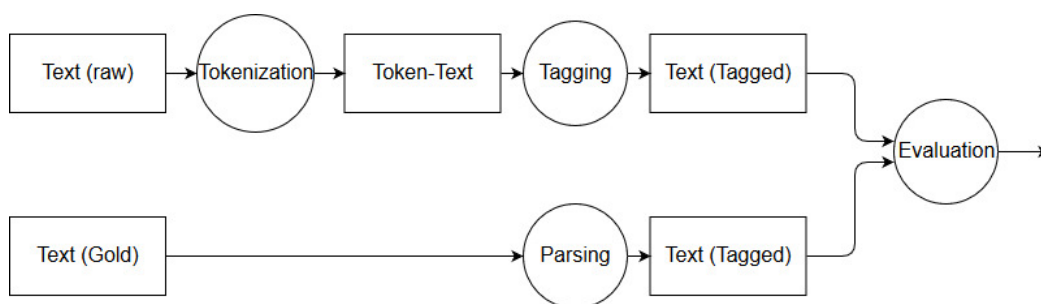 Text (raw)
Tokenization
Token-Text
Tagging
Text (Tagged)
Evaluation
Text (Gold)
Parsing
Text (Tagged)